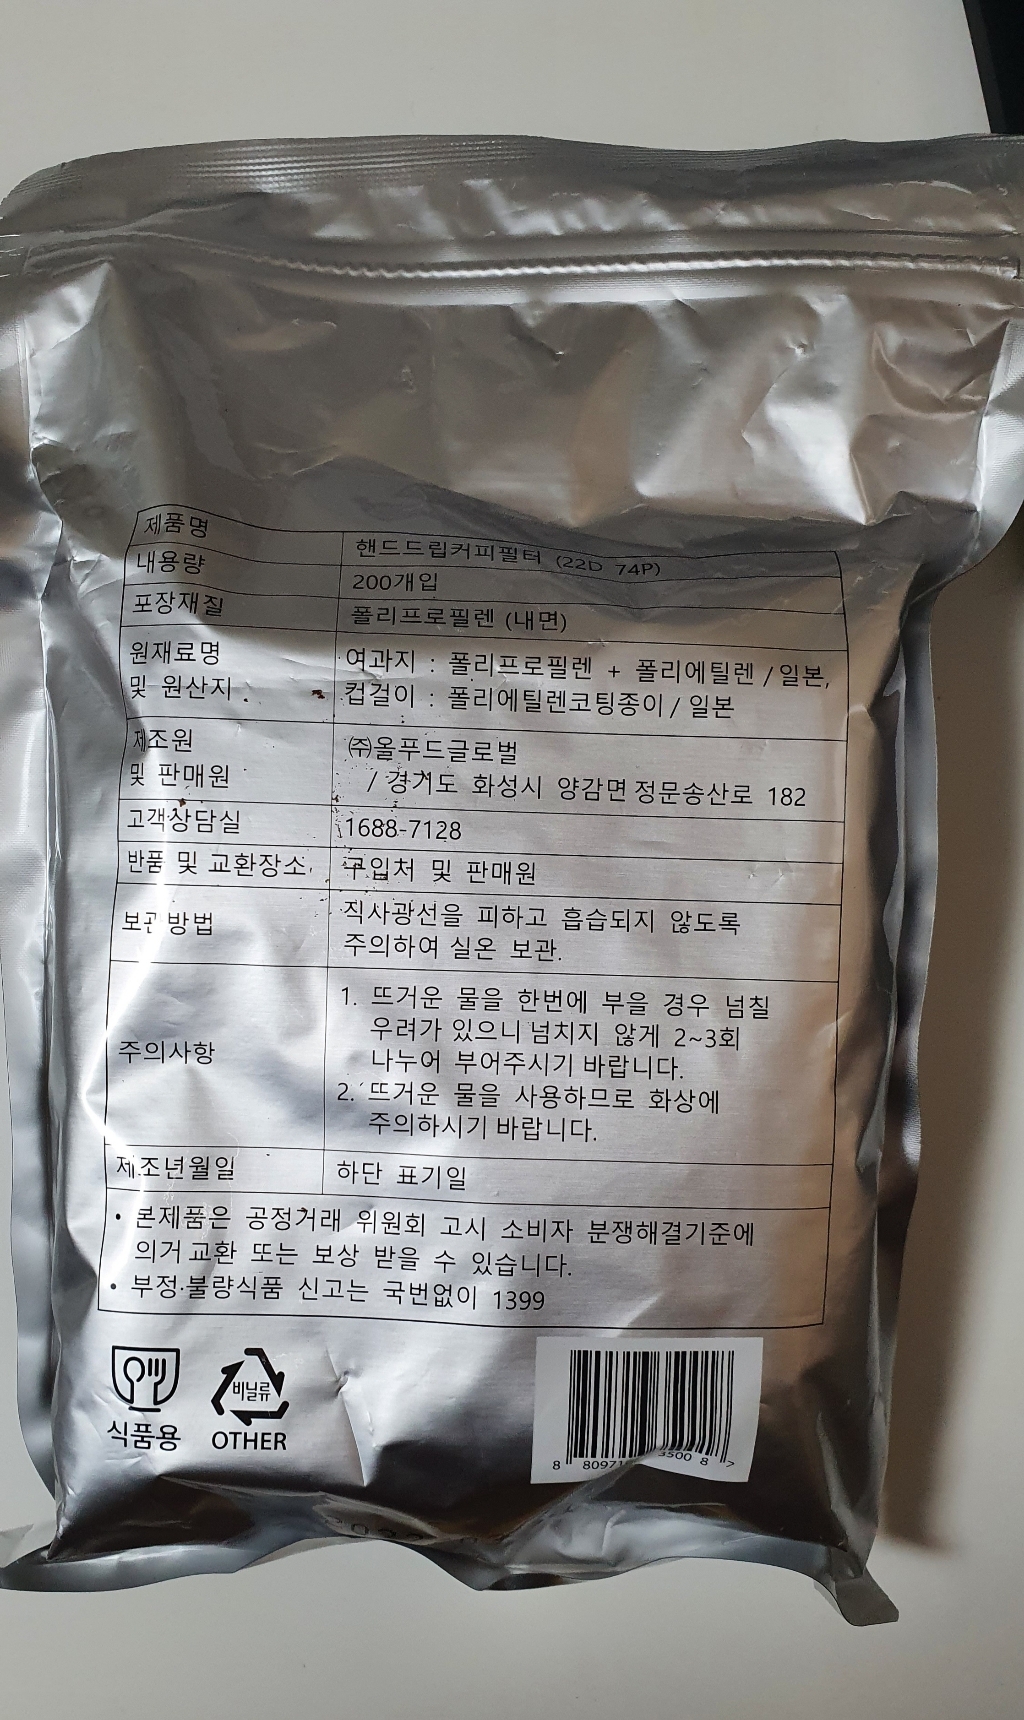 제품명 핸드드립커피필터 (22D 74P)
내용량 200개입
포장재질 폴리프로필렌 (내면)
원재료명 여과지 : 폴리프로필렌 + 폴리에틸렌 / 일본,
및 원산지 컵걸이 : 폴리에틸렌코팅종이 / 일본
제조원 ㈜올푸드글로벌
및 판매원 / 경기도 화성시 양감면 정문송산로 182
고객상담실 1688-7128
반품 및 교환장소 구입처 및 판매원
보관방법 직사광선을 피하고 흡습되지 않도록
주의하여 실온 보관.
주의사항 1. 뜨거운 물을 한번에 부을 경우 넘칠
우려가 있으니 넘치지 않게 2~3회
나누어 부어주시기 바랍니다.
2. 뜨거운 물을 사용하므로 화상에
주의하시기 바랍니다.
제조년월일 하단 표기일
• 본제품은 공정거래 위원회 고시 소비자 분쟁해결기준에
의거 교환 또는 보상 받을 수 있습니다.
• 부정·불량식품 신고는 국번없이 1399
비닐류
식품용 OTHER